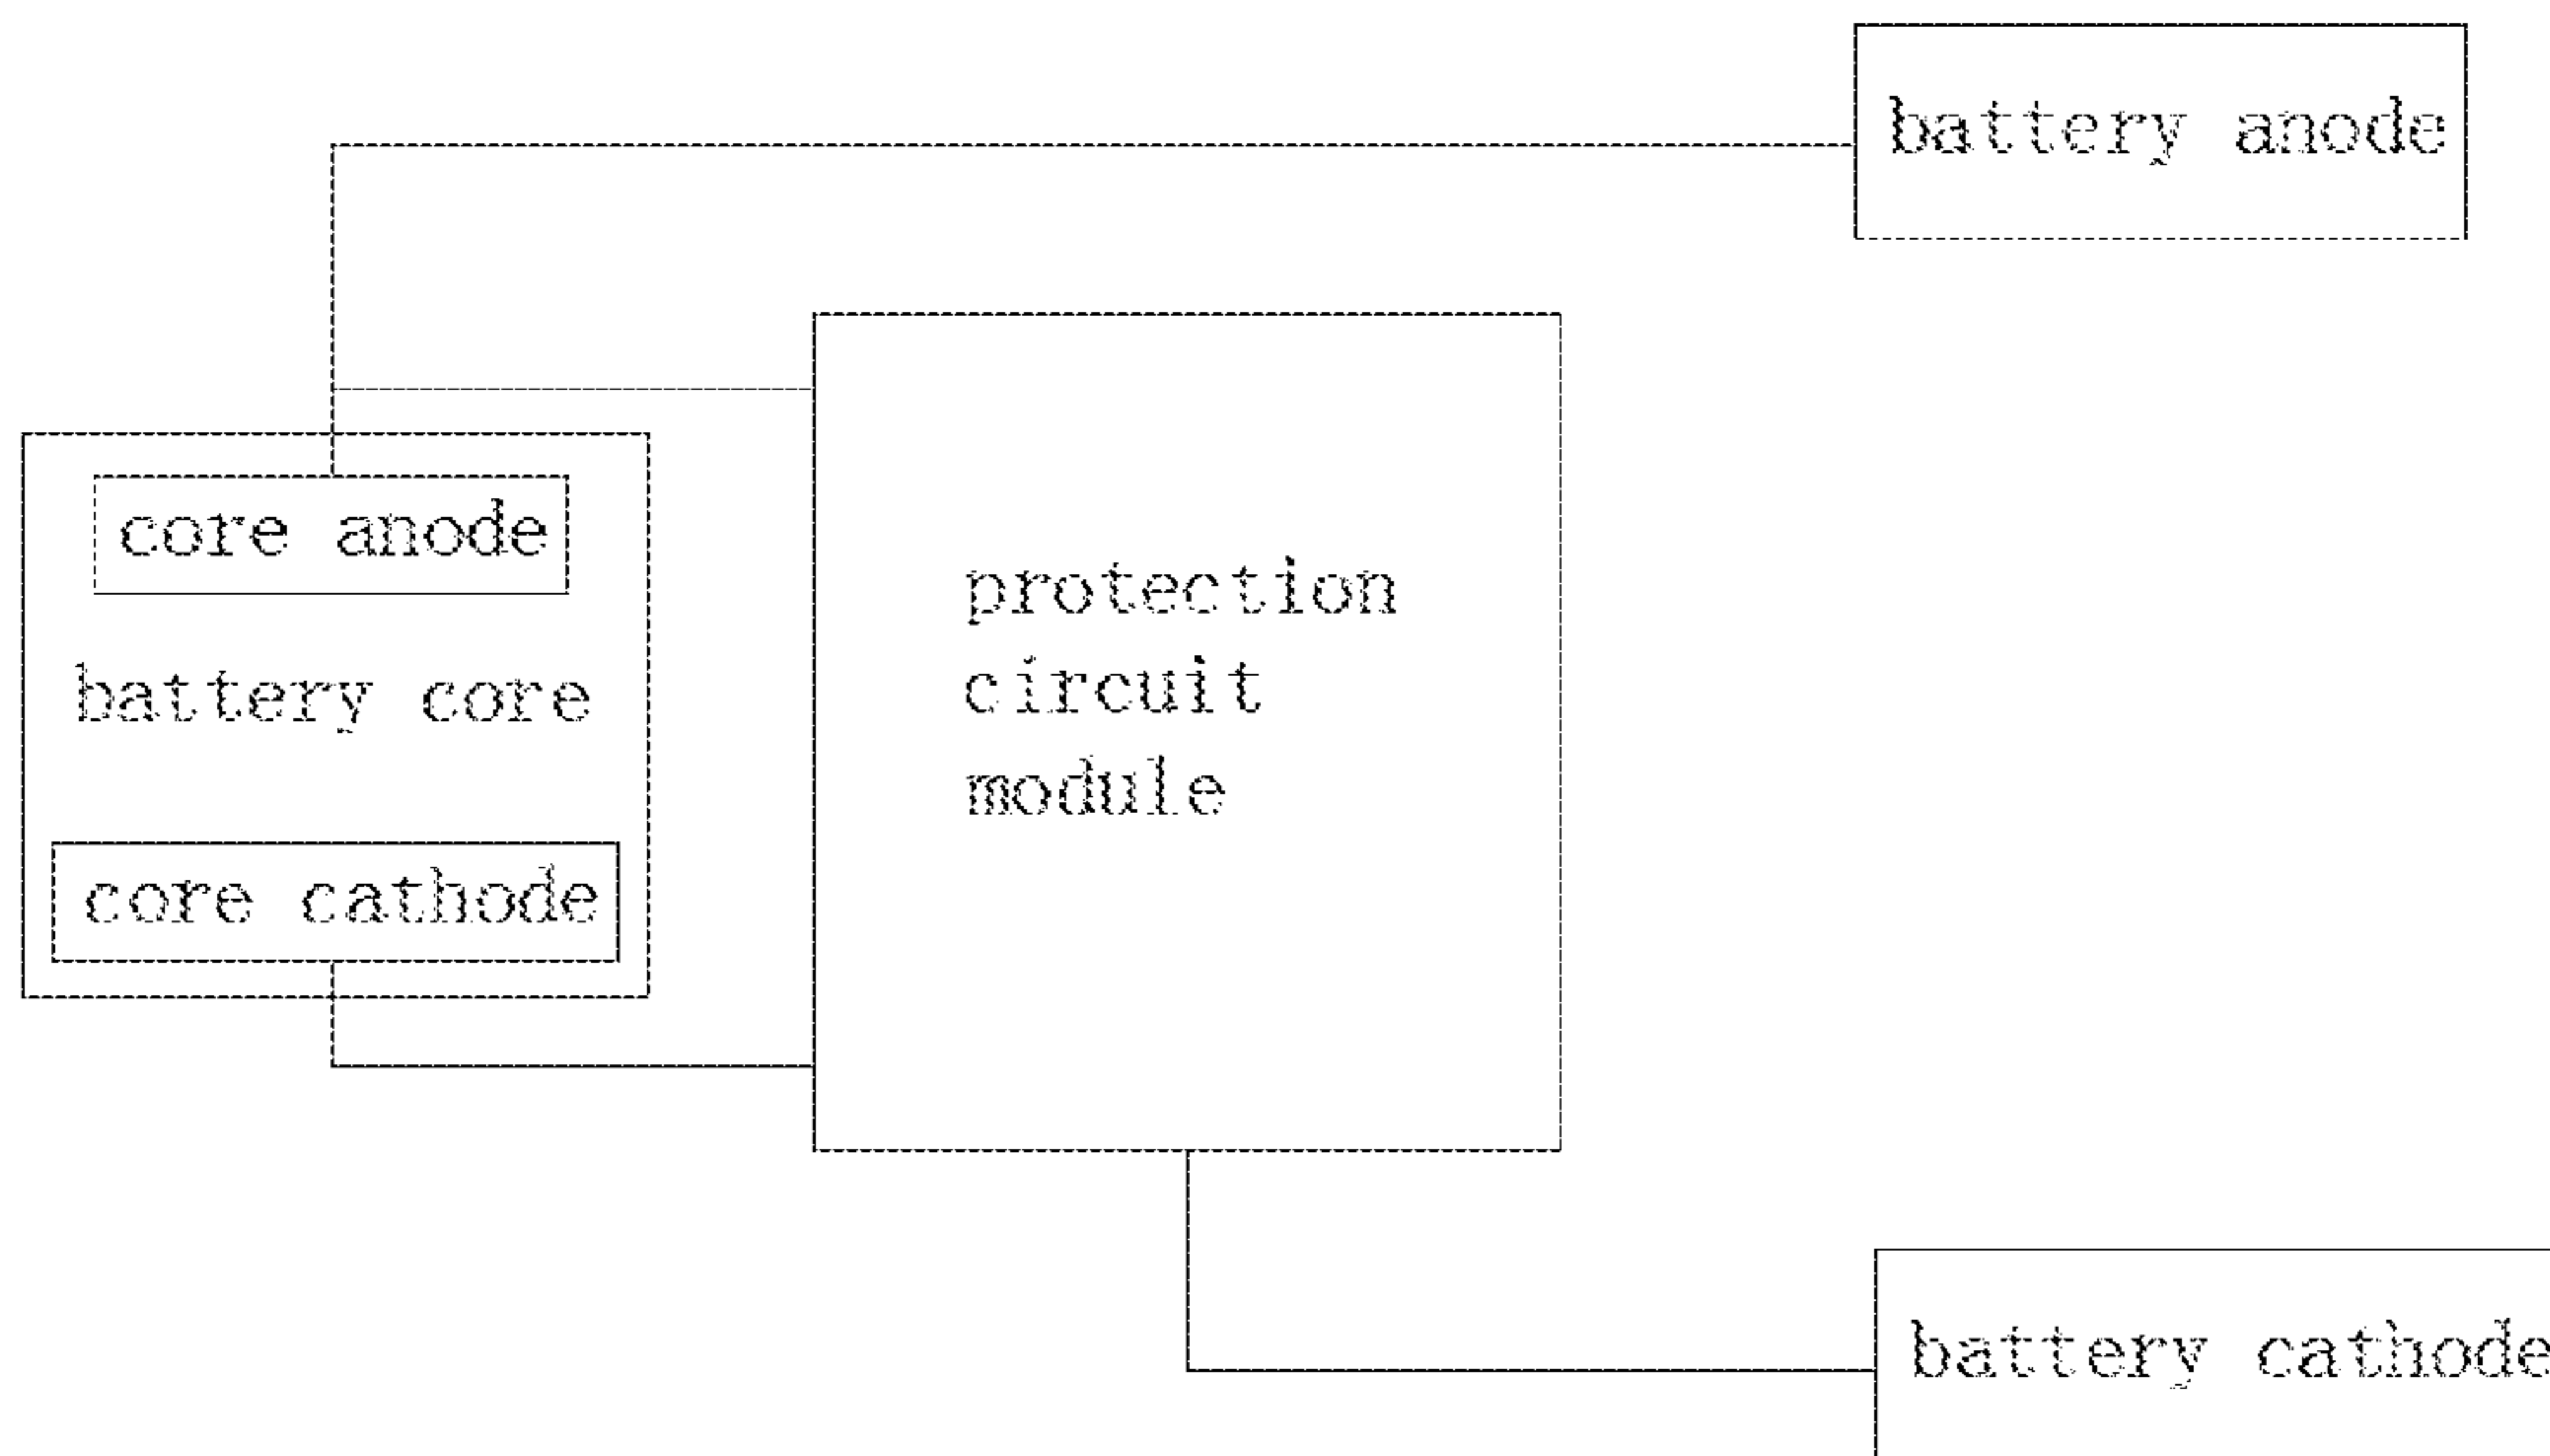 battery anode
core anode
battery core
core cathode
protection
circuit
module
battery cathode